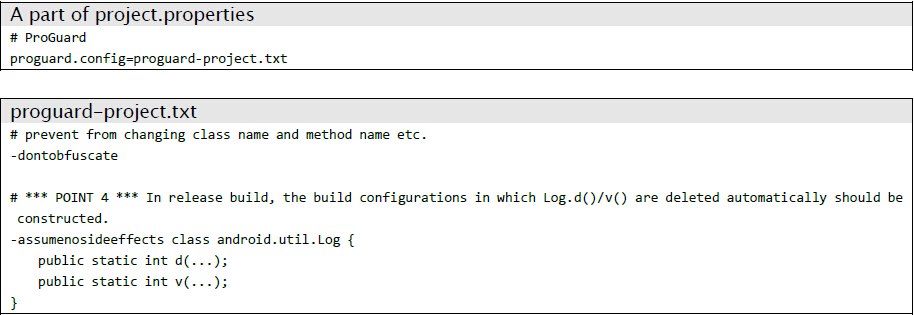 A part of project.properties
# ProGuard
proguard.config=proguard-project.txt
proguard-project.txt
# prevent from changing class name and method name etc.
-dontobfuscate
# *** POINT 4 *** In release build, the build configurations in which Log.d()/v() are deleted automatically should be
constructed.
-assumenosideeffects class android.util.Log {
    public static int d(...);
    public static int v(...);
}